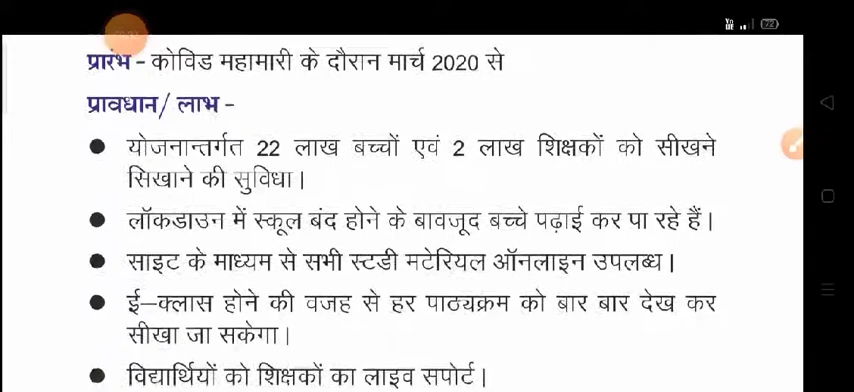 प्रारंभ - कोविड महामारी के दौरान मार्च 2020 से
प्रावधान/ लाभ -
● योजनान्तर्गत 22 लाख बच्चों एवं 2 लाख शिक्षकों को सीखने
सिखाने की सुविधा।
● लॉकडाउन में स्कूल बंद होने के बावजूद बच्चे पढ़ाई कर पा रहे हैं।
● साइट के माध्यम से सभी स्टडी मटेरियल ऑनलाइन उपलब्ध।
● ई–क्लास होने की वजह से हर पाठ्यक्रम को बार बार देख कर
सीखा जा सकेगा।
● विद्यार्थियों को शिक्षकों का लाइव सपोर्ट।